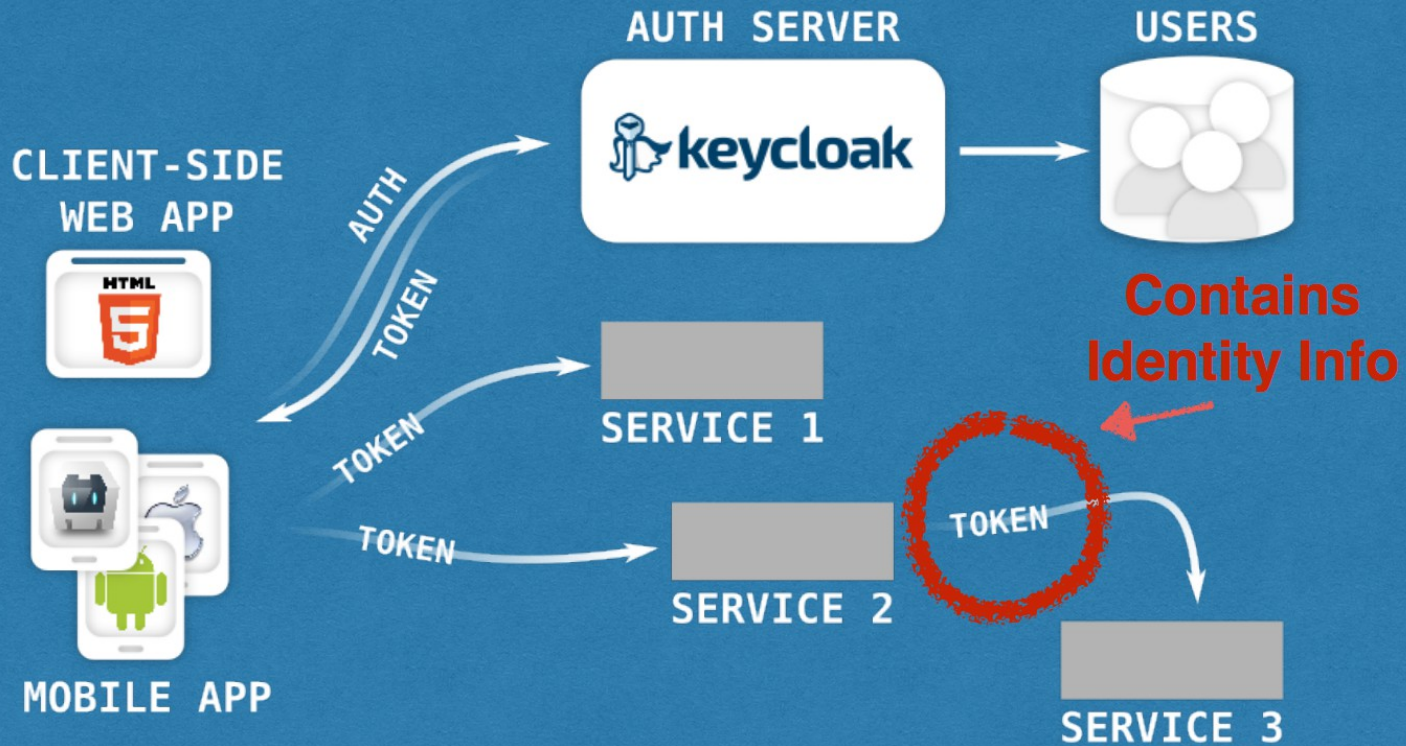 AUTH SERVER
USERS
keycloak
CLIENT-SIDE
WEB APP
HTML
5
AUTH
TOKEN
Contains
Identity Info
TOKEN
SERVICE 1
TOKEN
SERVICE 2
TOKEN
MOBILE APP
SERVICE 3